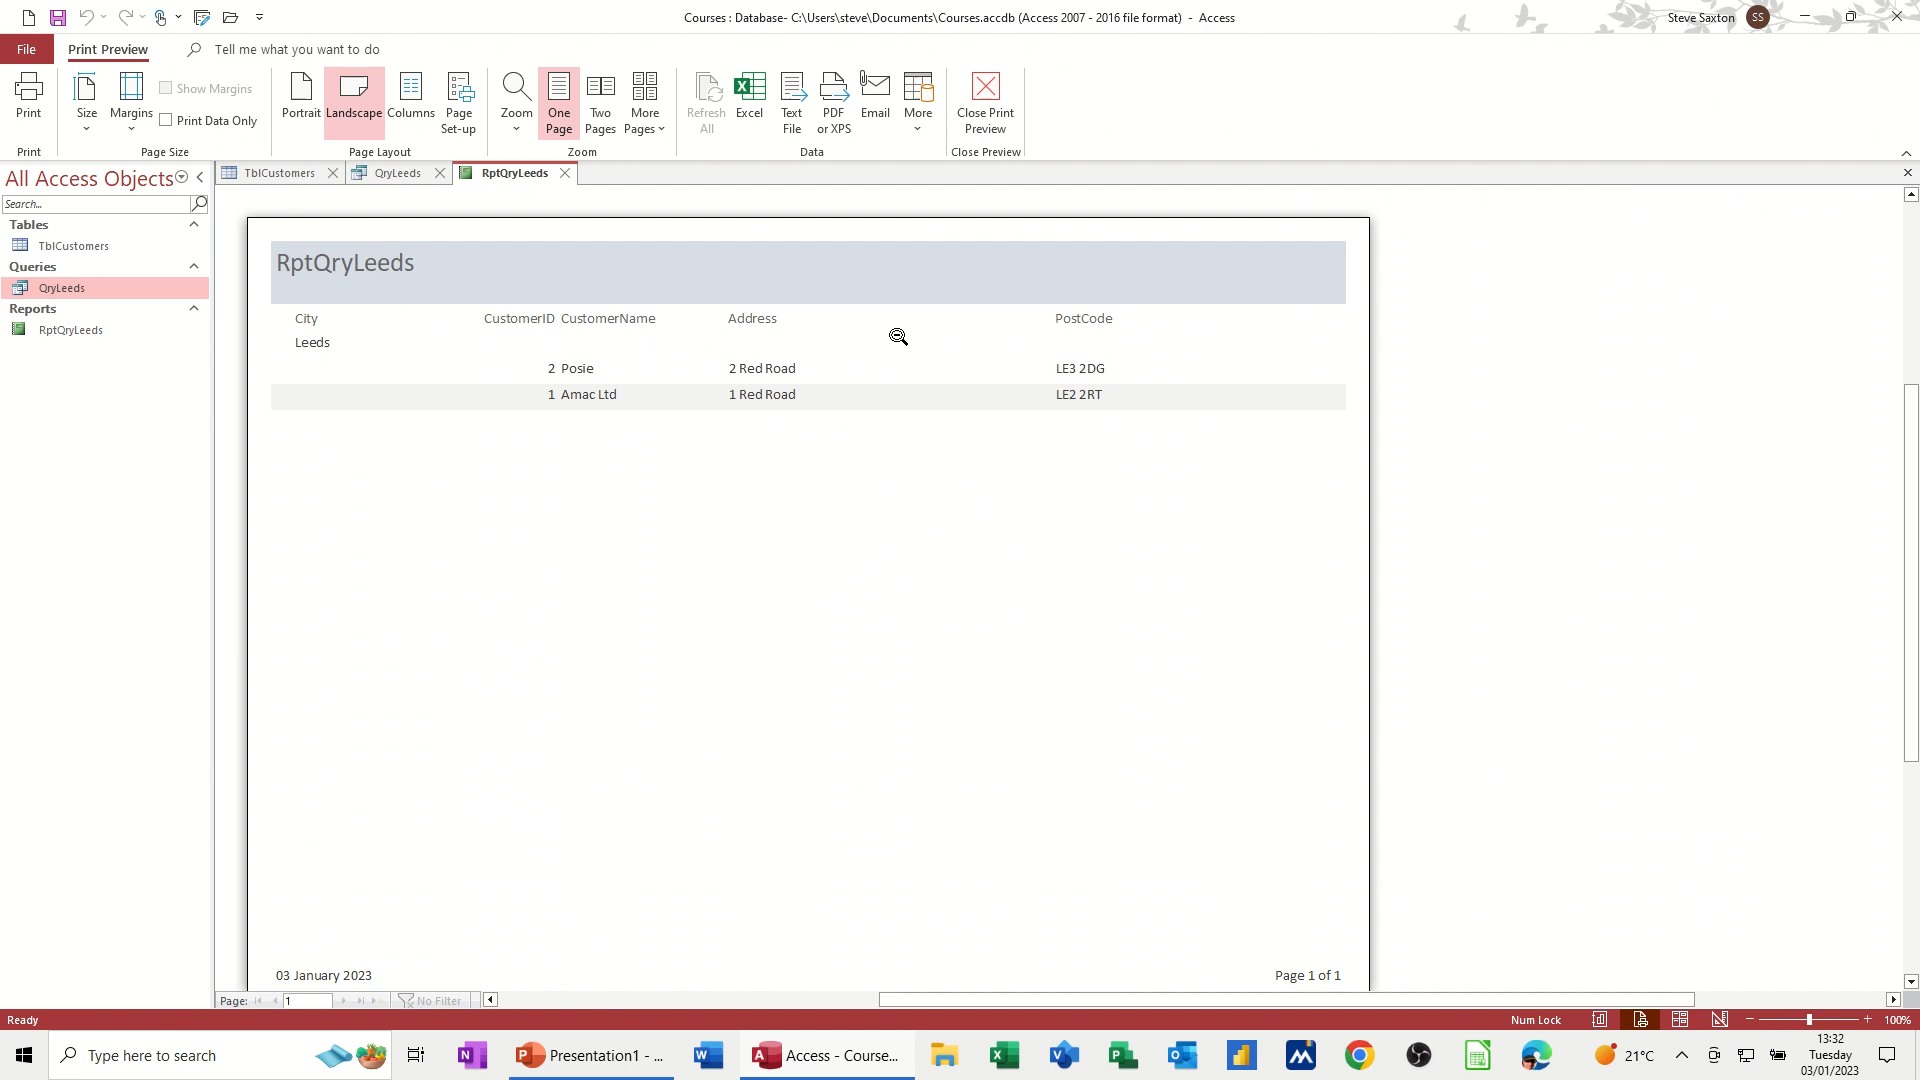 Courses : Database- C:\Users\steve\Documents\Courses.accdb (Access 2007 - 2016 file format) - Access
Steve Saxton SS
File Print Preview Tell me what you want to do
Print
Size
Margins
Show Margins
Print Data Only
Portrait
Landscape
Columns
Page Set-up
Zoom
One Page
Two Pages
More Pages
Refresh All
Excel
Text File
PDF or XPS
Email
More
Close Print Preview
Print Page Size Page Layout Zoom Data Close Preview
All Access Objects
Search...
Tables
TblCustomers
Queries
QryLeeds
Reports
RptQryLeeds
TblCustomers QryLeeds RptQryLeeds
RptQryLeeds
City CustomerID CustomerName Address PostCode
Leeds
2 Posie 2 Red Road LE3 2DG
1 Amac Ltd 1 Red Road LE2 2RT
03 January 2023 Page 1 of 1
Page: 1 No Filter
Ready Num Lock 100%
Type here to search
Presentation1 - ...
Access - Course...
21°C
13:32
Tuesday
03/01/2023